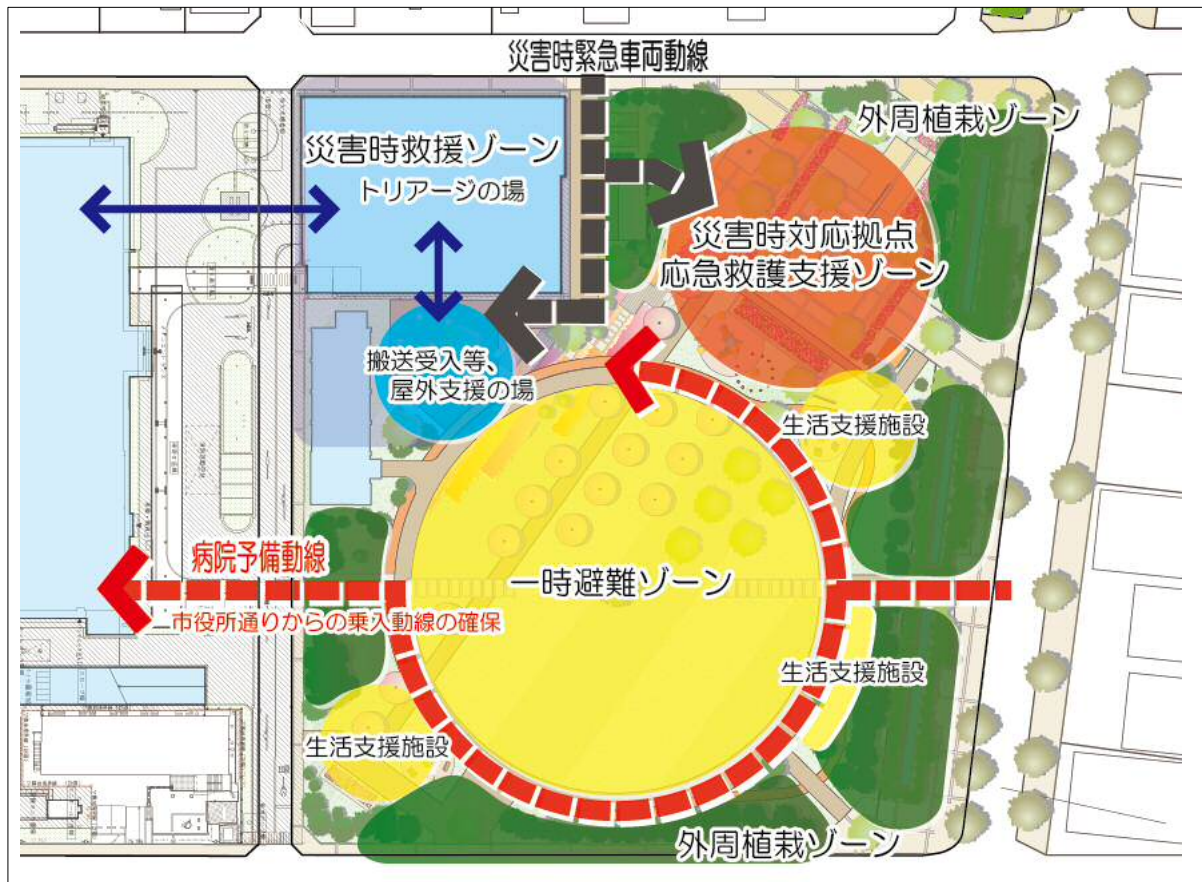 災害時緊急車両動線
外周植栽ゾーン
災害時救援ゾーン
トリアージの場
災害時対応拠点
応急救護支援ゾーン
搬送受入等、
屋外支援の場
生活支援施設
病院予備動線
一時避難ゾーン
市役所通りからの乗入動線の確保
生活支援施設
生活支援施設
外周植栽ゾーン